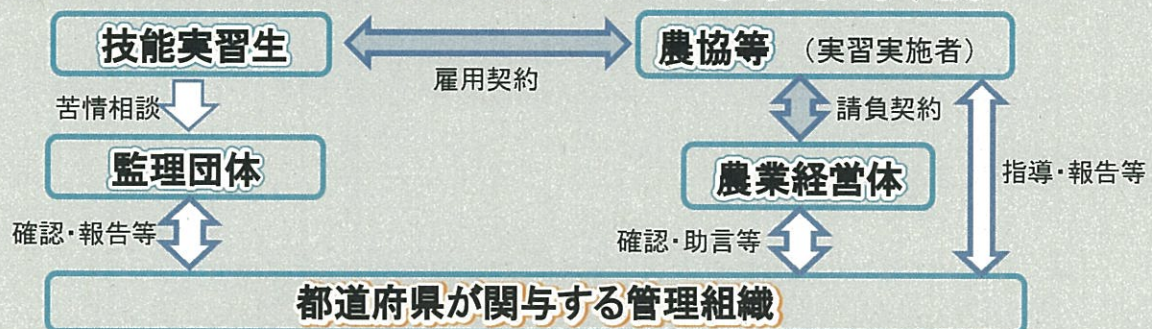 技能実習生
農協等 (実習実施者)
雇用契約
苦情相談
請負契約
監理団体
農業経営体
指導・報告等
確認・報告等
確認・助言等
都道府県が関与する管理組織